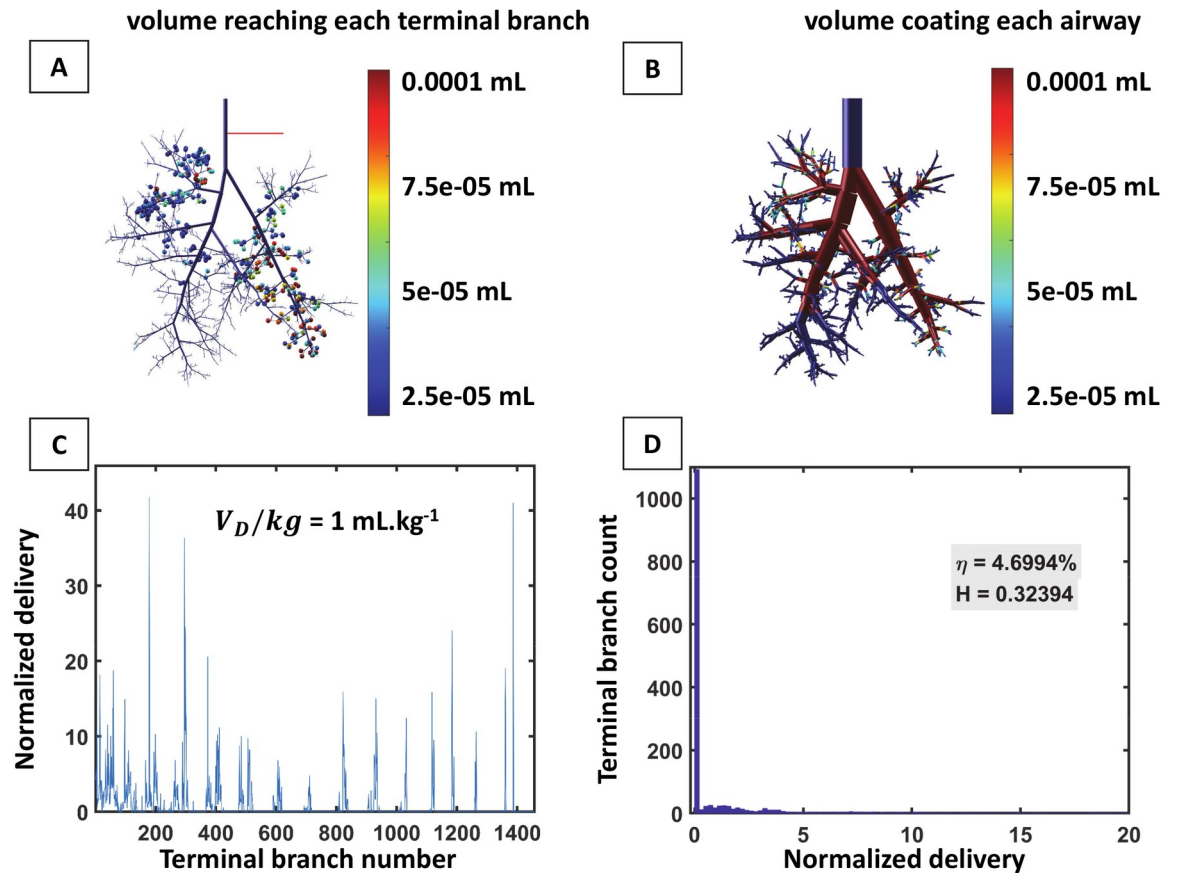 volume reaching each terminal branch
volume coating each airway
A
0.0001 mL
7.5e-05 mL
5e-05 mL
2.5e-05 mL
B
0.0001 mL
7.5e-05 mL
5e-05 mL
2.5e-05 mL
C
Normalized delivery
40
30
20
10
0
V_D/kg = 1 mL.kg⁻¹
200 400 600 800 1000 1200 1400
Terminal branch number
D
Terminal branch count
1000
800
600
400
200
0
η = 4.6994%
H = 0.32394
0 5 10 15 20
Normalized delivery